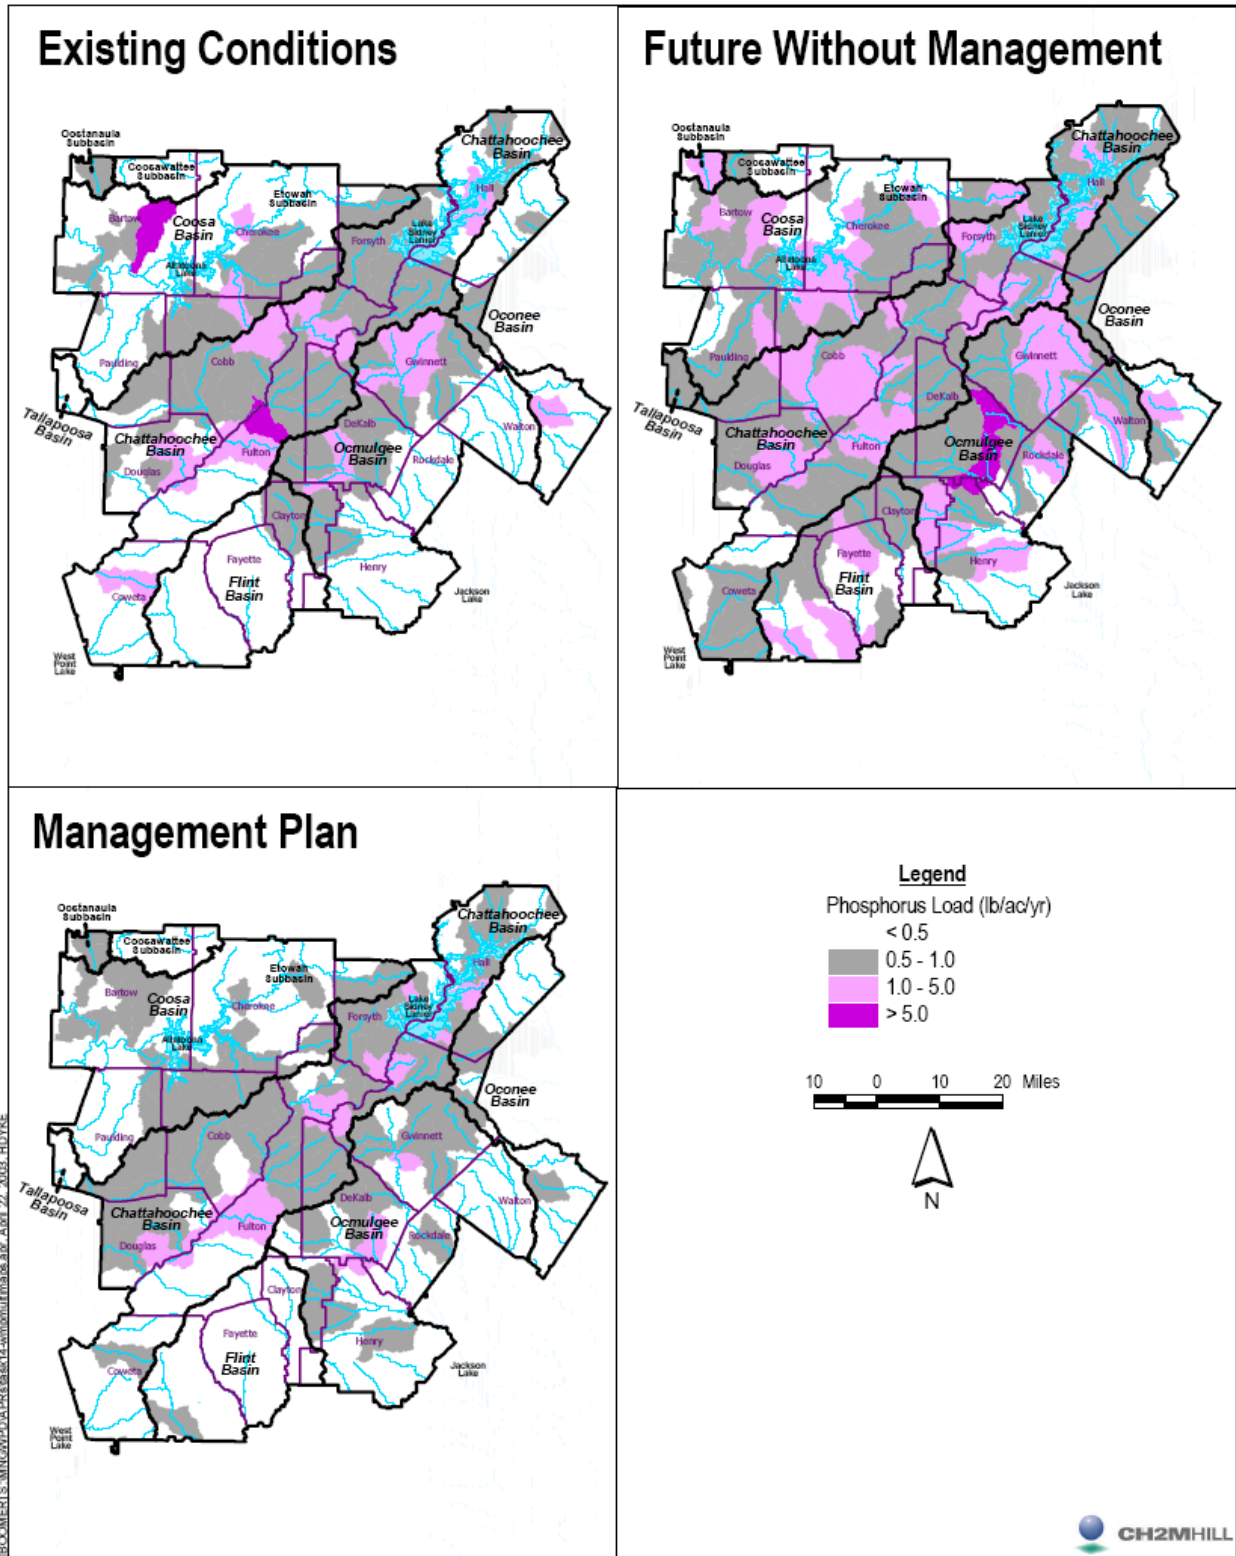 Existing Conditions
Oostanaula
Subbasin
Coosawattee
Subbasin
Chattahoochee
Basin
Etowah
Subbasin
Hall
Bartow
Coosa
Basin
Cherokee
Lake
Sidney
Lanier
Forsyth
Allatoona
Lake
Oconee
Basin
Paulding
Cobb
Gwinnett
Tallapoosa
Basin
Chattahoochee
Basin
DeKalb
Walton
Fulton
Ocmulgee
Basin
Rockdale
Douglas
Clayton
Fayette
Flint
Basin
Henry
Coweta
Jackson
Lake
West
Point
Lake
Future Without Management
Oostanaula
Subbasin
Coosawattee
Subbasin
Chattahoochee
Basin
Etowah
Subbasin
Hall
Bartow
Coosa
Basin
Cherokee
Lake
Sidney
Lanier
Forsyth
Allatoona
Lake
Oconee
Basin
Paulding
Cobb
Gwinnett
Tallapoosa
Basin
DeKalb
Chattahoochee
Basin
Walton
Fulton
Ocmulgee
Basin
Rockdale
Douglas
Clayton
Fayette
Flint
Basin
Henry
Coweta
Jackson
Lake
West
Point
Lake
Management Plan
Oostanaula
Subbasin
Coosawattee
Subbasin
Chattahoochee
Basin
Etowah
Subbasin
Hall
Bartow
Coosa
Basin
Cherokee
Lake
Sidney
Lanier
Forsyth
Allatoona
Lake
Oconee
Basin
Paulding
Cobb
Gwinnett
Tallapoosa
Basin
DeKalb
Chattahoochee
Basin
Walton
Fulton
Ocmulgee
Basin
Rockdale
Douglas
Clayton
Fayette
Flint
Basin
Henry
Coweta
Jackson
Lake
West
Point
Lake
Legend
Phosphorus Load (lb/ac/yr)
< 0.5
0.5 - 1.0
1.0 - 5.0
> 5.0
10 0 10 20 Miles
N
April 22, 2003, HDYKE
CH2MHILL